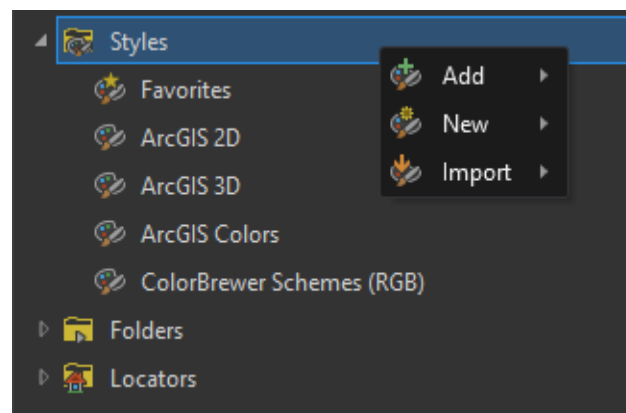 Styles
Add
Favorites
New
ArcGIS 2D
Import
ArcGIS 3D
ArcGIS Colors
ColorBrewer Schemes (RGB)
Folders
Locators